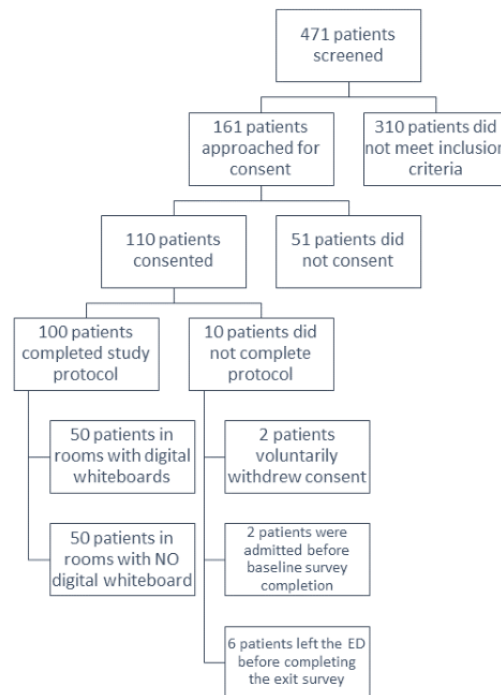 471 patients
screened
161 patients
approached for
consent
310 patients did
not meet inclusion
criteria
110 patients
consented
51 patients did
not consent
100 patients
completed study
protocol
10 patients did
not complete
protocol
50 patients in
rooms with digital
whiteboards
2 patients
voluntarily
withdrew consent
50 patients in
rooms with NO
digital whiteboard
2 patients were
admitted before
baseline survey
completion
6 patients left the ED
before completing
the exit survey